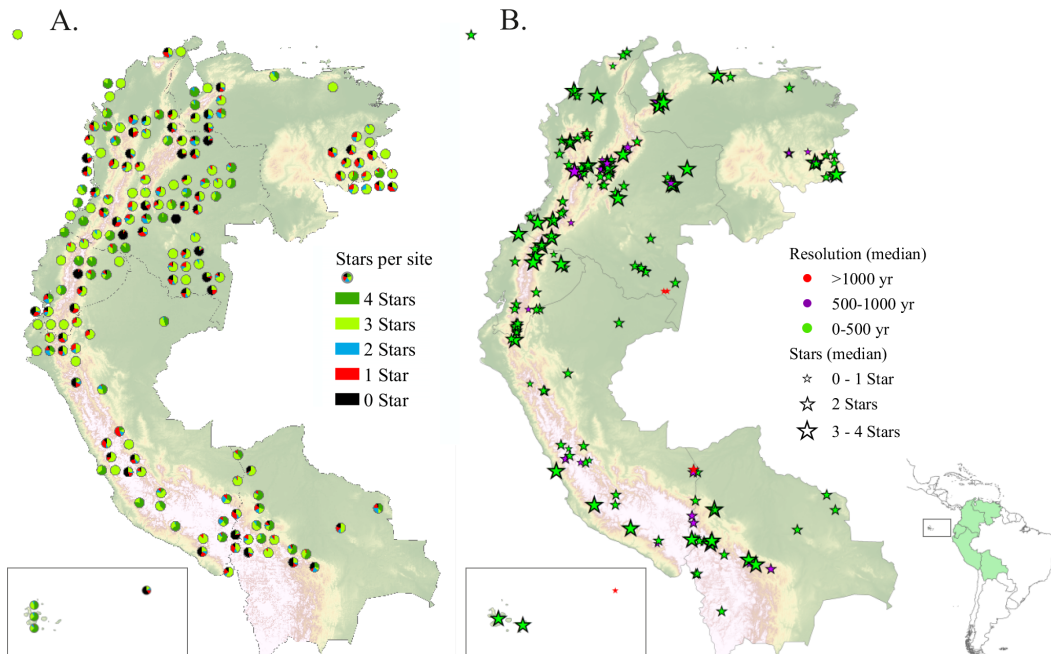 A.
B.
Stars per site
4 Stars
3 Stars
2 Stars
1 Star
0 Star
Resolution (median)
>1000 yr
500-1000 yr
0-500 yr
Stars (median)
0 - 1 Star
2 Stars
3 - 4 Stars